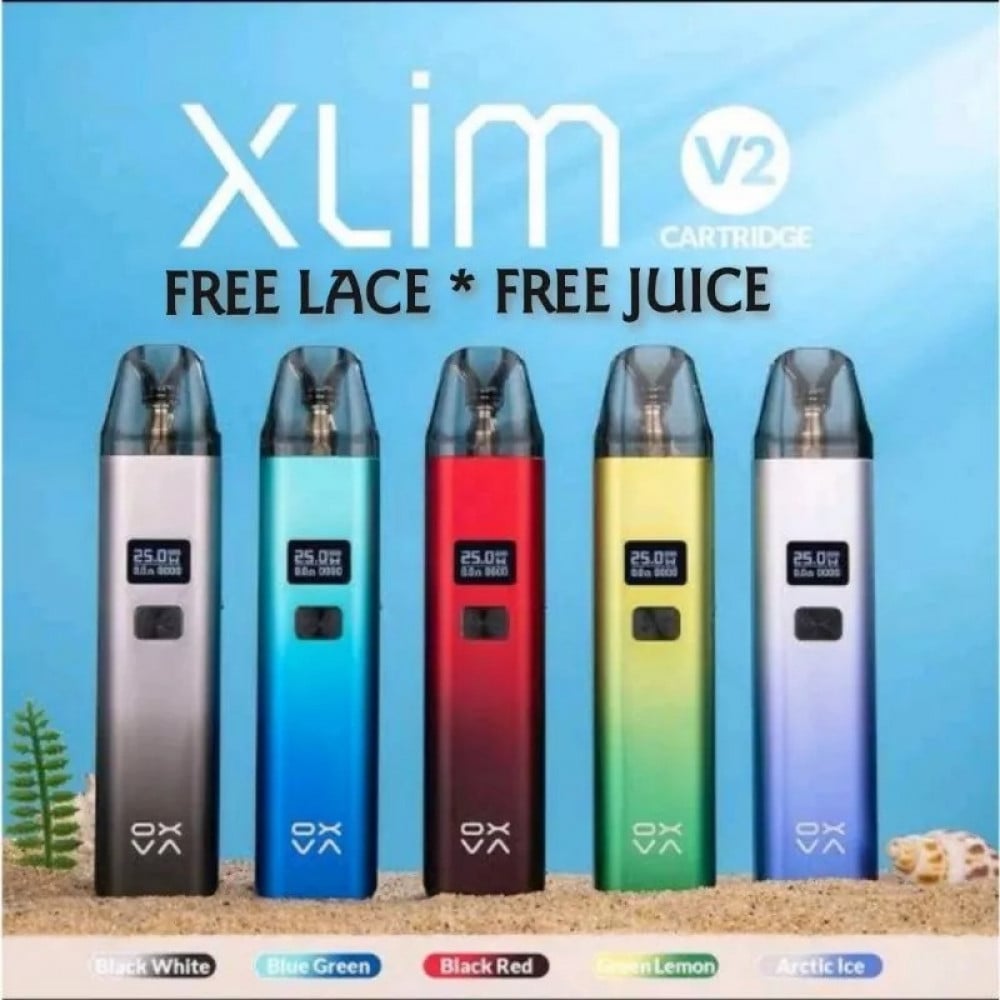 XLIM V2
CARTRIDGE
FREE LACE * FREE JUICE
25.0W 25.0W 25.0W 25.0W 25.0W
OX OX OX OX OX
VA VA VA VA VA
Black White Blue Green Black Red Green Lemon Arctic Ice